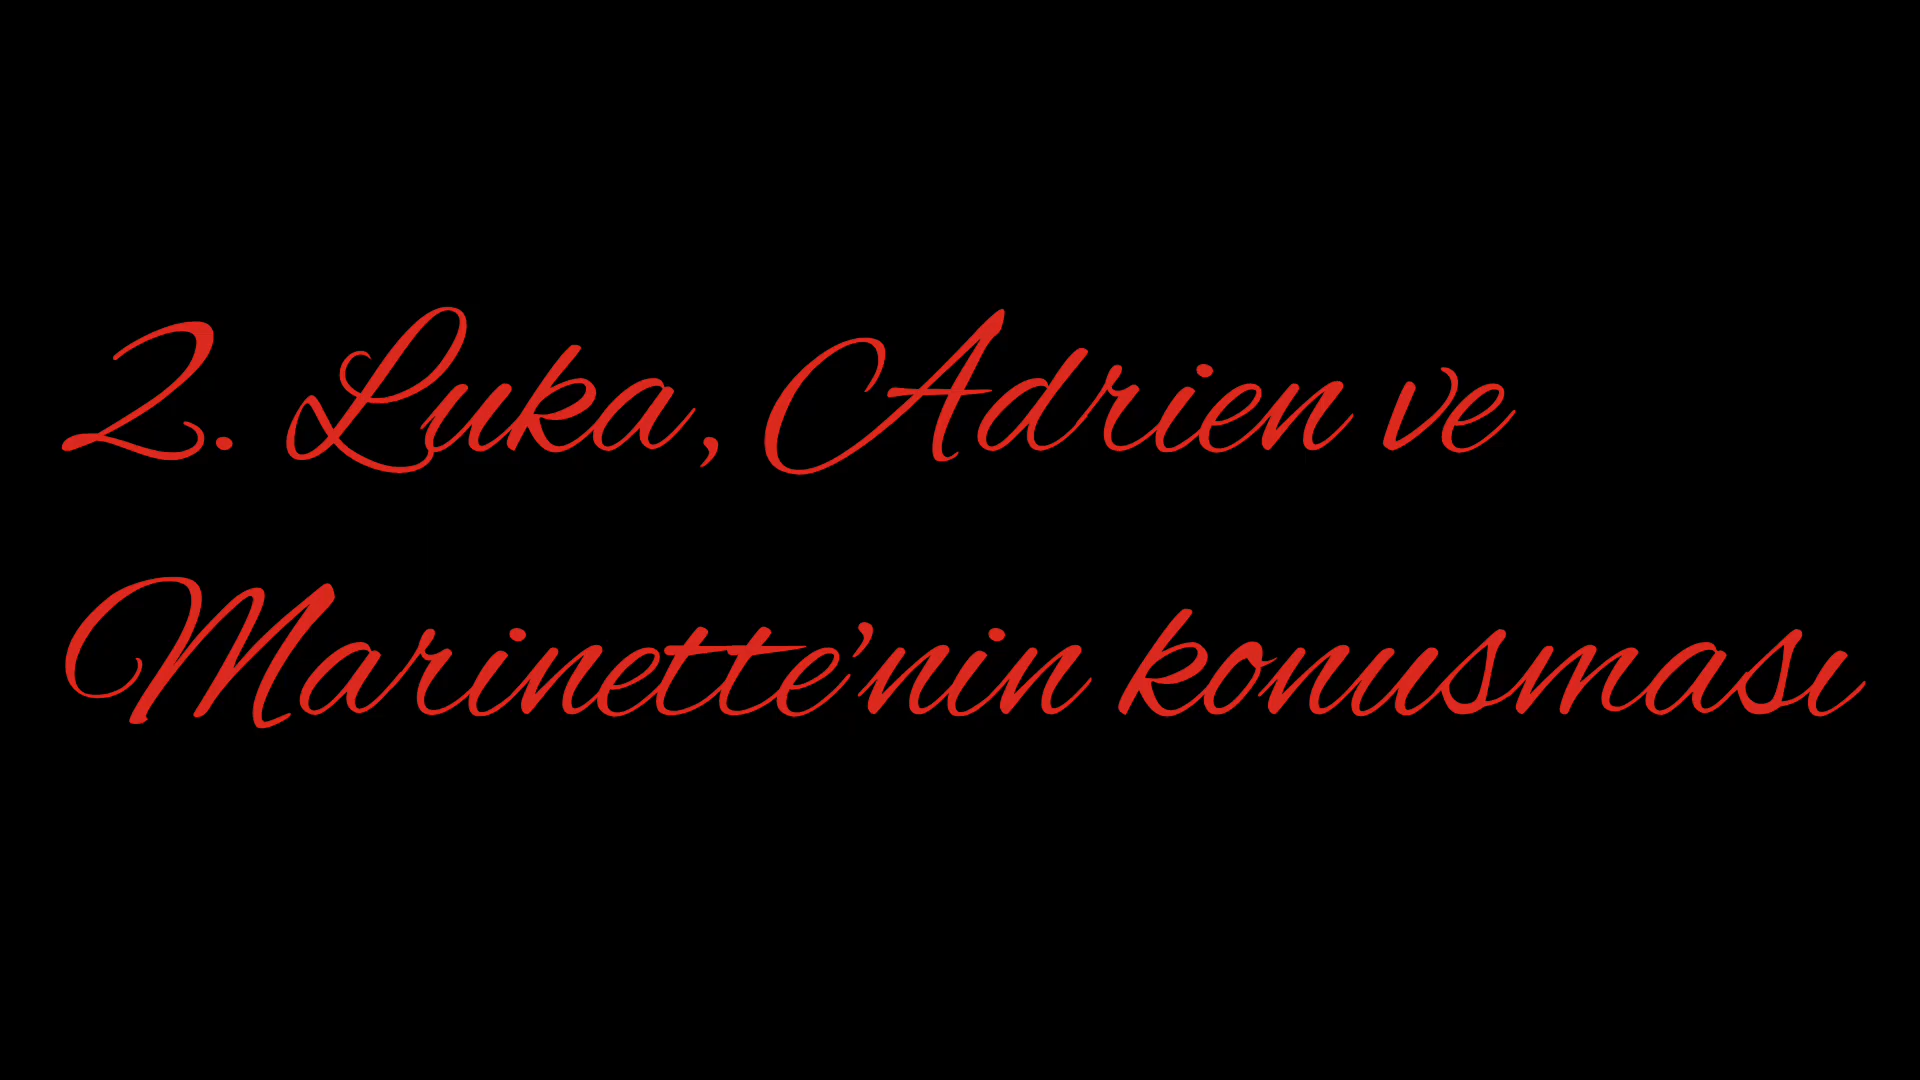 2. Luka, Adrien ve
Marinette’nin konusması